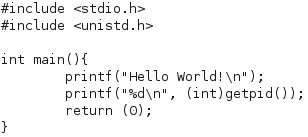 #include <stdio.h>
#include <unistd.h>

int main(){
        printf("Hello World!\n");
        printf("%d\n", (int)getpid());
        return (0);
}